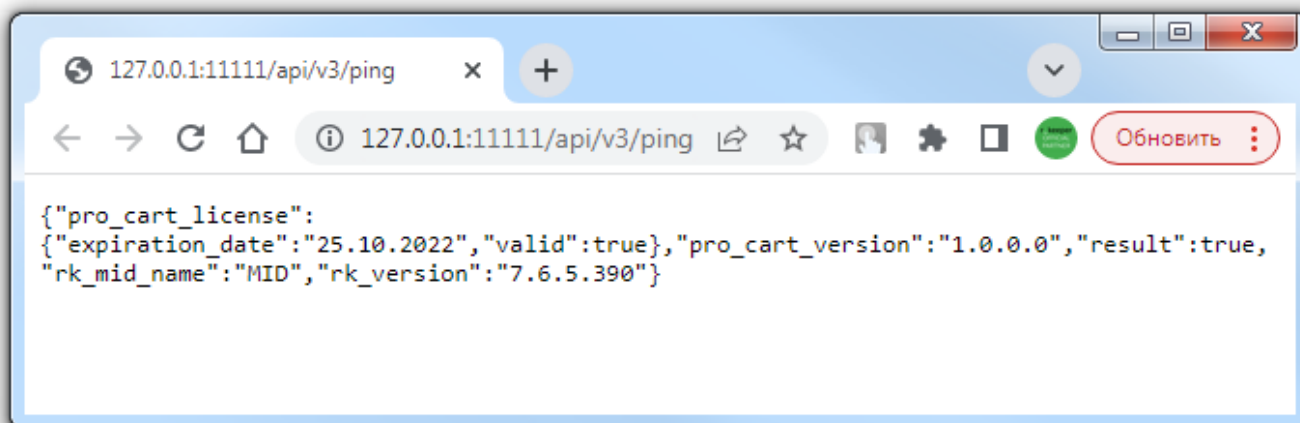 127.0.0.1:11111/api/v3/ping
127.0.0.1:11111/api/v3/ping
Обновить
{"pro_cart_license":
{"expiration_date":"25.10.2022","valid":true},"pro_cart_version":"1.0.0.0","result":true,
"rk_mid_name":"MID","rk_version":"7.6.5.390"}